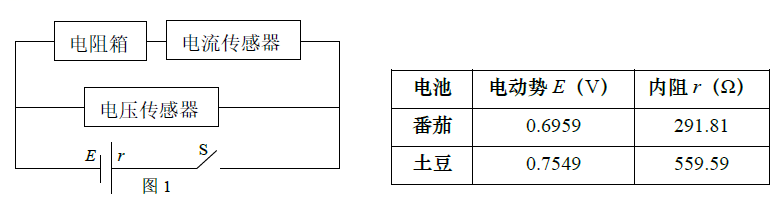 电阻箱 电流传感器
电压传感器
E r S
图 1
电池 电动势 E（V） 内阻 r（Ω）
番茄 0.6959 291.81
土豆 0.7549 559.59